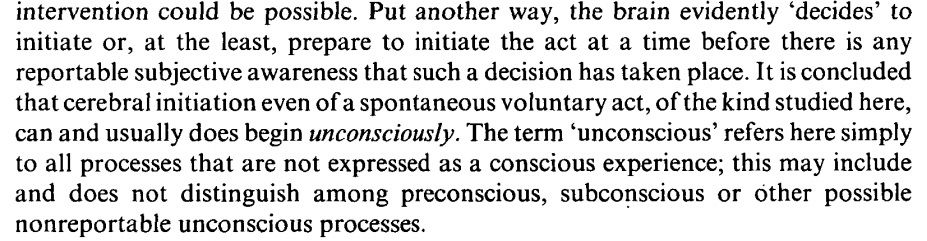 intervention could be possible. Put another way, the brain evidently ‘decides’ to
initiate or, at the least, prepare to initiate the act at a time before there is any
reportable subjective awareness that such a decision has taken place. It is concluded
that cerebral initiation even of a spontaneous voluntary act, of the kind studied here,
can and usually does begin unconsciously. The term ‘unconscious’ refers here simply
to all processes that are not expressed as a conscious experience; this may include
and does not distinguish among preconscious, subconscious or other possible
nonreportable unconscious processes.